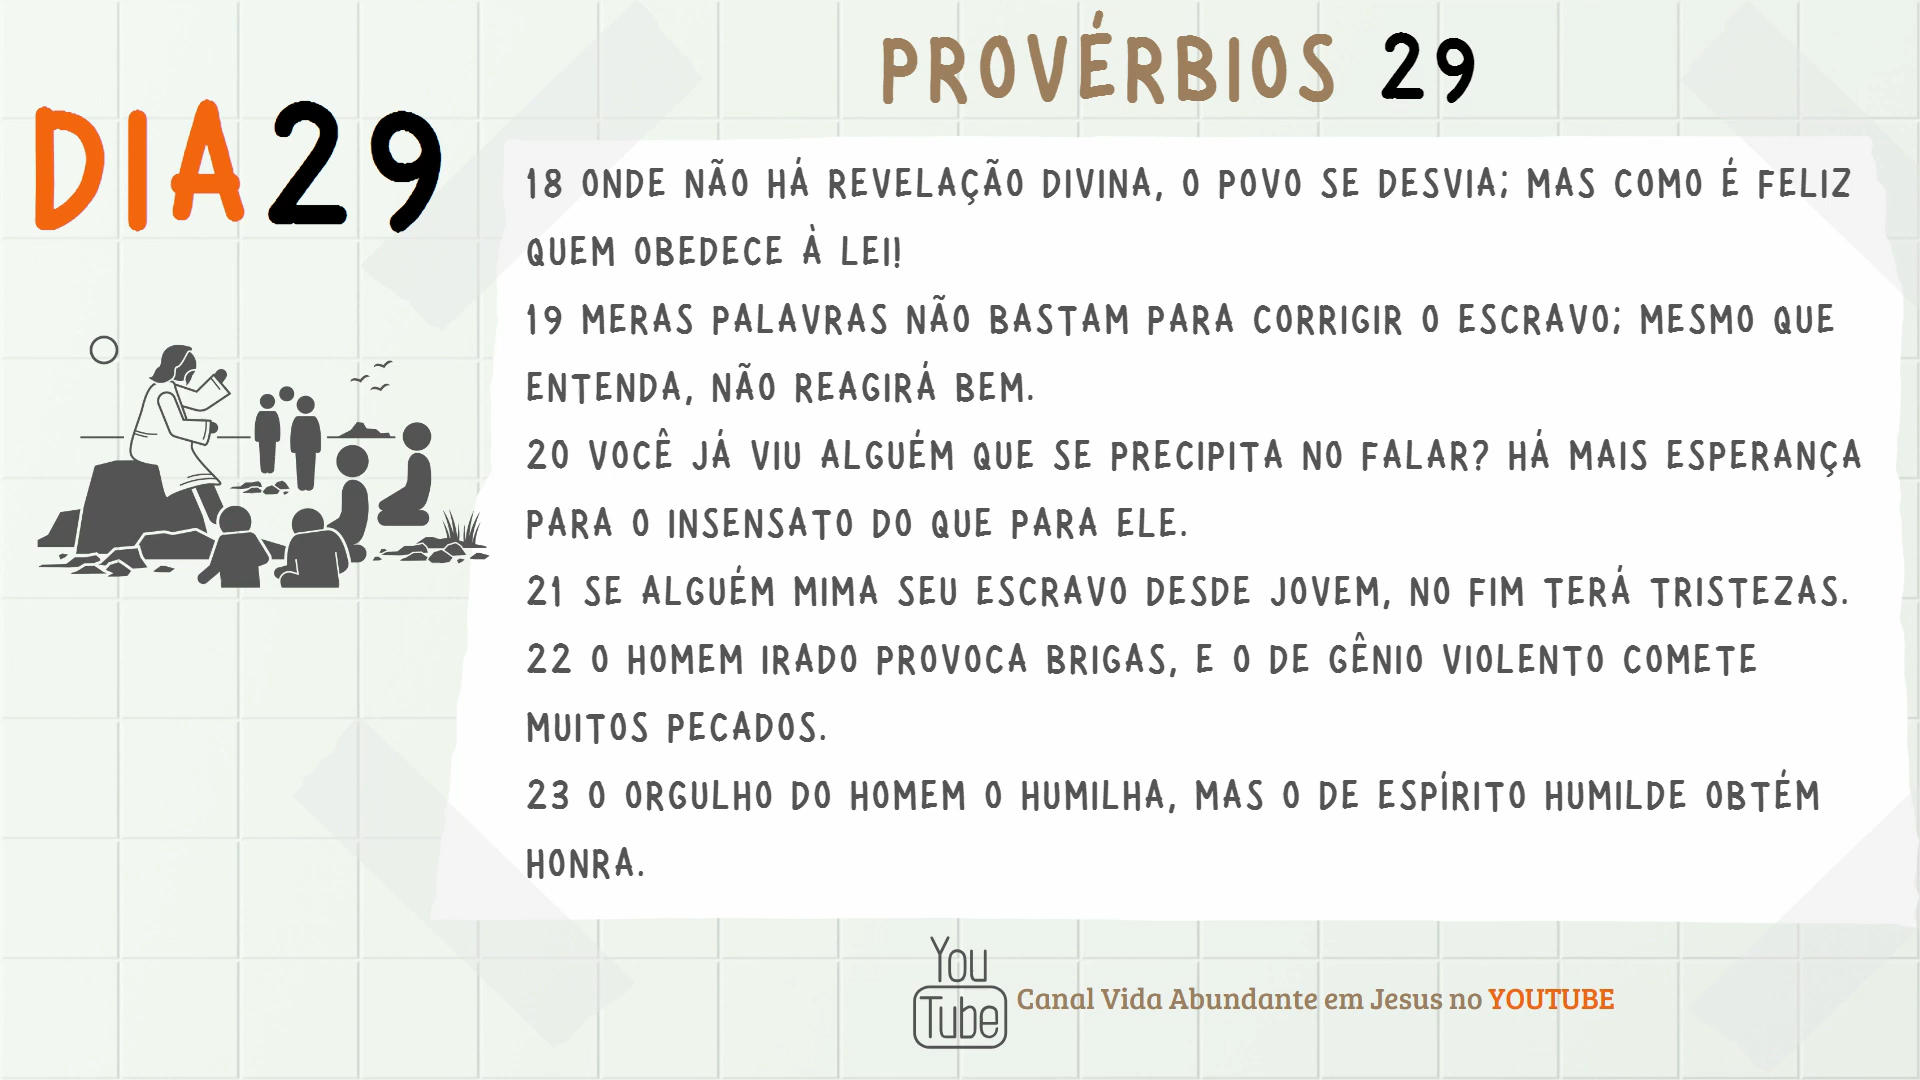 PROVÉRBIOS 29
DIA29
18 ONDE NÃO HÁ REVELAÇÃO DIVINA, O POVO SE DESVIA; MAS COMO É FELIZ
QUEM OBEDECE À LEI!
19 MERAS PALAVRAS NÃO BASTAM PARA CORRIGIR O ESCRAVO; MESMO QUE
ENTENDA, NÃO REAGIRÁ BEM.
20 VOCÊ JÁ VIU ALGUÉM QUE SE PRECIPITA NO FALAR? HÁ MAIS ESPERANÇA
PARA O INSENSATO DO QUE PARA ELE.
21 SE ALGUÉM MIMA SEU ESCRAVO DESDE JOVEM, NO FIM TERÁ TRISTEZAS.
22 O HOMEM IRADO PROVOCA BRIGAS, E O DE GÊNIO VIOLENTO COMETE
MUITOS PECADOS.
23 O ORGULHO DO HOMEM O HUMILHA, MAS O DE ESPÍRITO HUMILDE OBTÉM
HONRA.
You
Tube
Canal Vida Abundante em Jesus no YOUTUBE